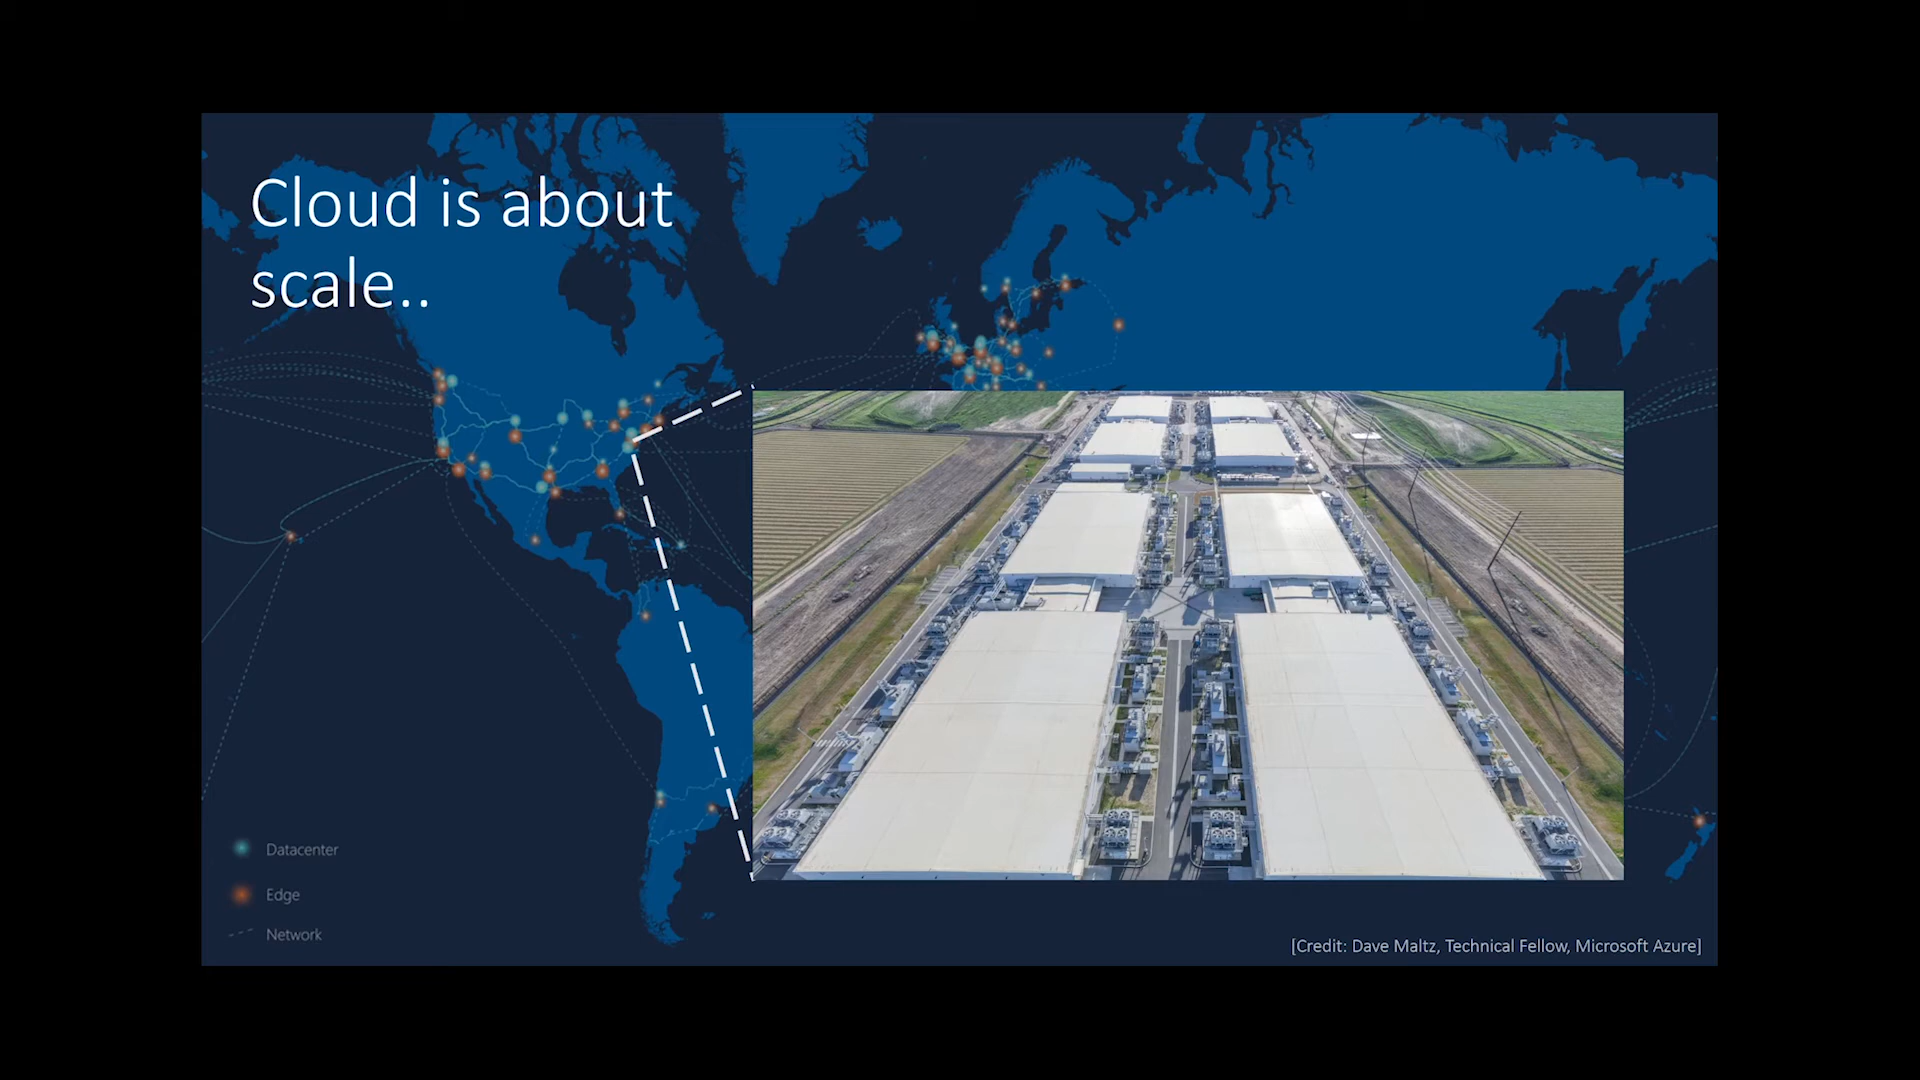 Cloud is about
scale..
Datacenter
Edge
Network
[Credit: Dave Maltz, Technical Fellow, Microsoft Azure]